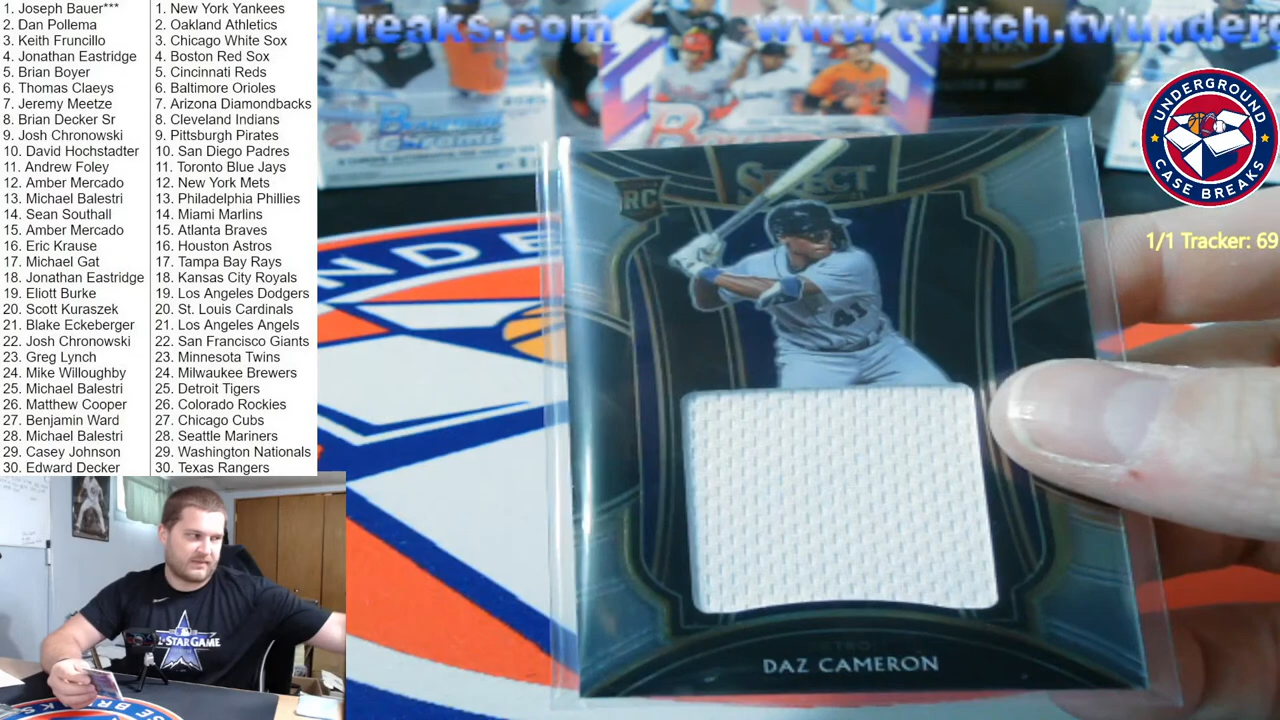 1. Joseph Bauer*** 1. New York Yankees
2. Dan Pollema 2. Oakland Athletics
3. Keith Fruncillo 3. Chicago White Sox
4. Jonathan Eastridge 4. Boston Red Sox
5. Brian Boyer 5. Cincinnati Reds
6. Thomas Claeys 6. Baltimore Orioles
7. Jeremy Meetze 7. Arizona Diamondbacks
8. Brian Decker Sr 8. Cleveland Indians
9. Josh Chronowski 9. Pittsburgh Pirates
10. David Hochstadter 10. San Diego Padres
11. Andrew Foley 11. Toronto Blue Jays
12. Amber Mercado 12. New York Mets
13. Michael Balestri 13. Philadelphia Phillies
14. Sean Southall 14. Miami Marlins
15. Amber Mercado 15. Atlanta Braves
16. Eric Krause 16. Houston Astros
17. Michael Gat 17. Tampa Bay Rays
18. Jonathan Eastridge 18. Kansas City Royals
19. Eliott Burke 19. Los Angeles Dodgers
20. Scott Kuraszek 20. St. Louis Cardinals
21. Blake Eckeberger 21. Los Angeles Angels
22. Josh Chronowski 22. San Francisco Giants
23. Greg Lynch 23. Minnesota Twins
24. Mike Willoughby 24. Milwaukee Brewers
25. Michael Balestri 25. Detroit Tigers
26. Matthew Cooper 26. Colorado Rockies
27. Benjamin Ward 27. Chicago Cubs
28. Michael Balestri 28. Seattle Mariners
29. Casey Johnson 29. Washington Nationals
30. Edward Decker 30. Texas Rangers
breaks.com www.twitch.tv/underg
UNDERGROUND
CASE BREAKS
1/1 Tracker: 69
RC
SELECT
41
DAZ CAMERON
NDE
STAR GAME
CASE BREAKS